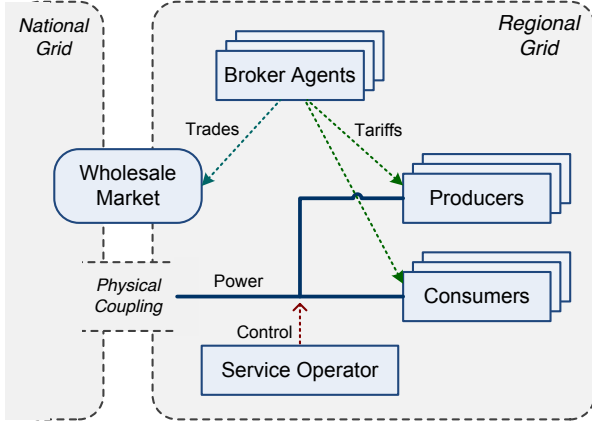 National
Grid
Regional
Grid
Broker Agents
Trades
Tariffs
Wholesale
Market
Producers
Physical
Coupling
Power
Consumers
Control
Service Operator